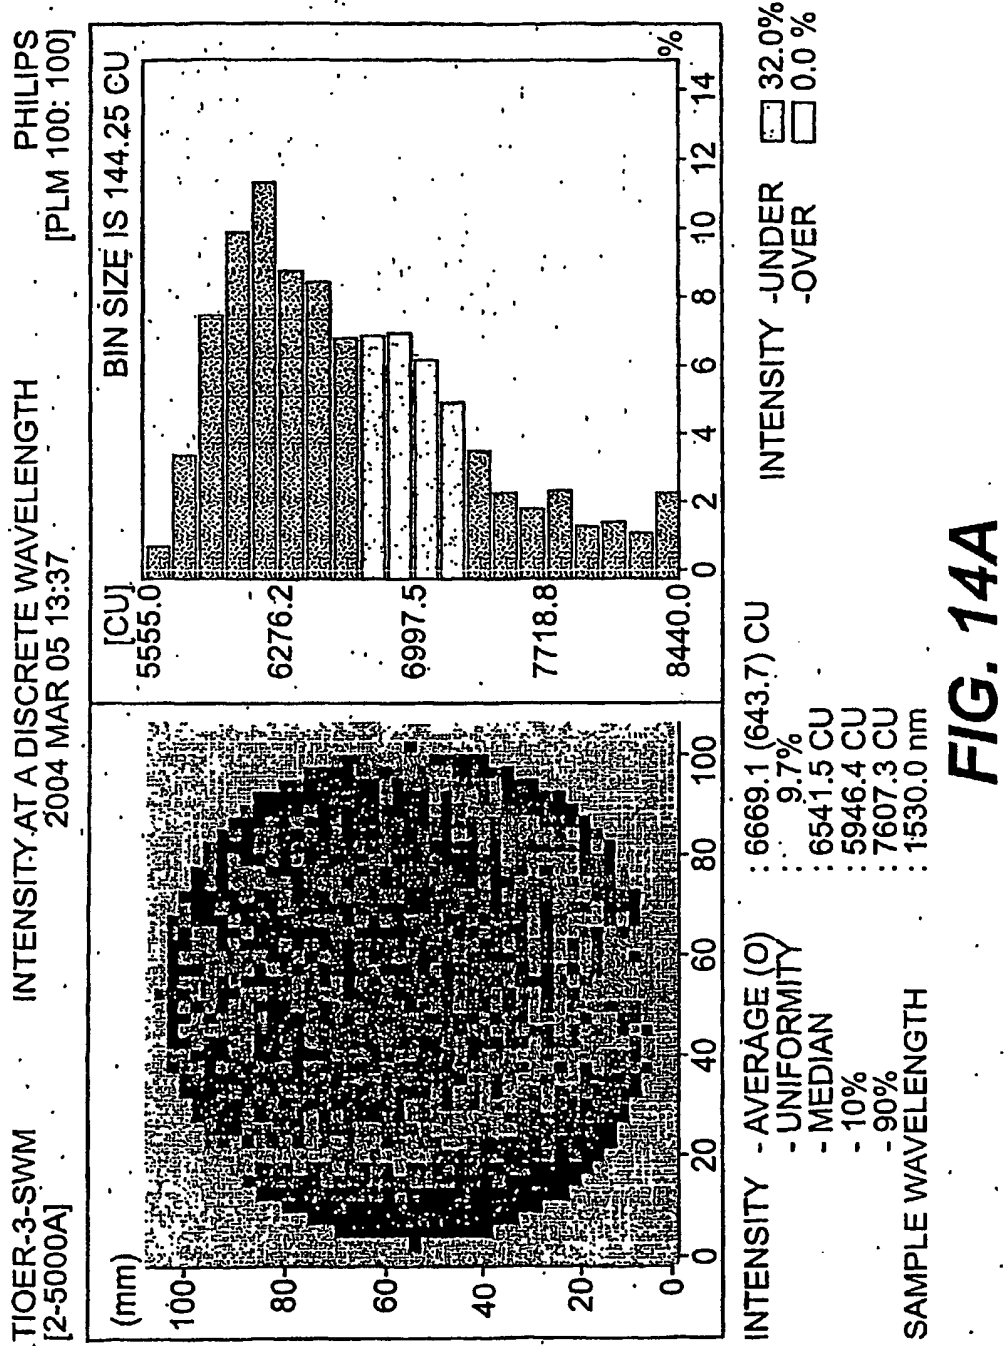 TIOER-3-SWM INTENSITY AT A DISCRETE WAVELENGTH PHILIPS
[2-5000A] 2004 MAR 05 13:37 [PLM 100: 100]
(mm)
100
80
60
40
20
0
0 20 40 60 80 100
[CU] BIN SIZE IS 144.25 CU
5555.0
6276.2
6997.5
7718.8
8440.0
0 2 4 6 8 10 12 14 %
INTENSITY - AVERAGE (O) : 6669.1 (643.7) CU
- UNIFORMITY : 9.7%
- MEDIAN : 6541.5 CU
- 10% : 5946.4 CU
- 90% : 7607.3 CU
SAMPLE WAVELENGTH : 1530.0 nm
INTENSITY -UNDER 32.0%
-OVER 0.0 %
FIG. 14A